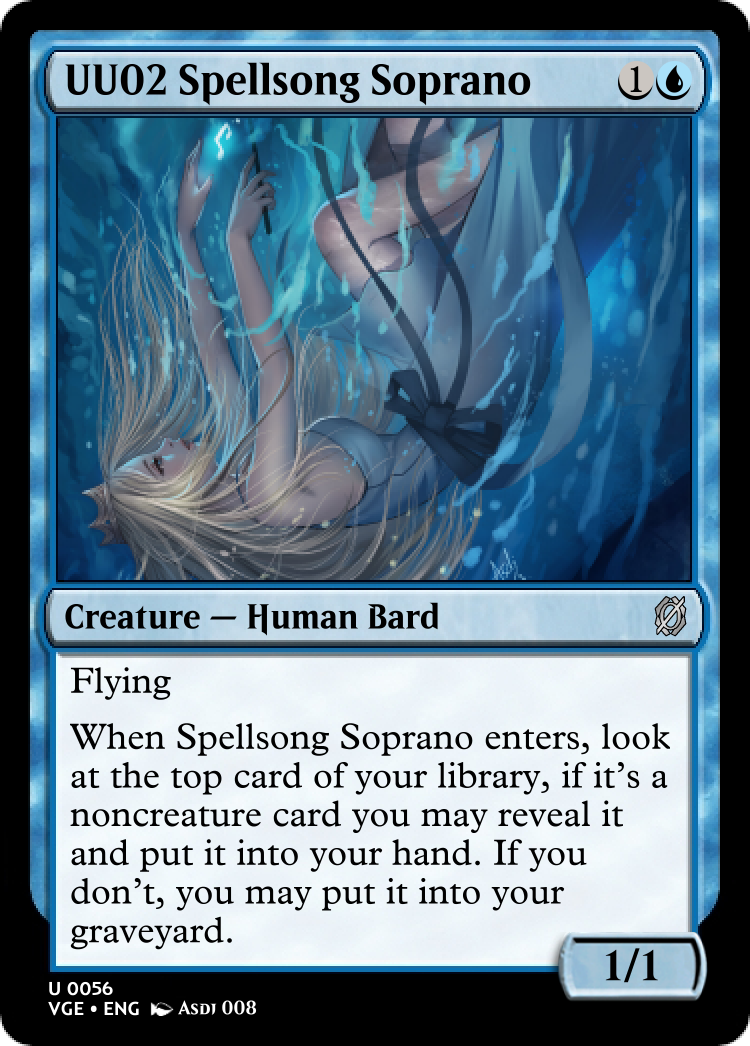 UU02 Spellsong Soprano 1
Creature — Human Bard
Flying
When Spellsong Soprano enters, look
at the top card of your library, if it's a
noncreature card you may reveal it
and put it into your hand. If you
don't, you may put it into your
graveyard.
1/1
U 0056
VGE • ENG Asdj 008